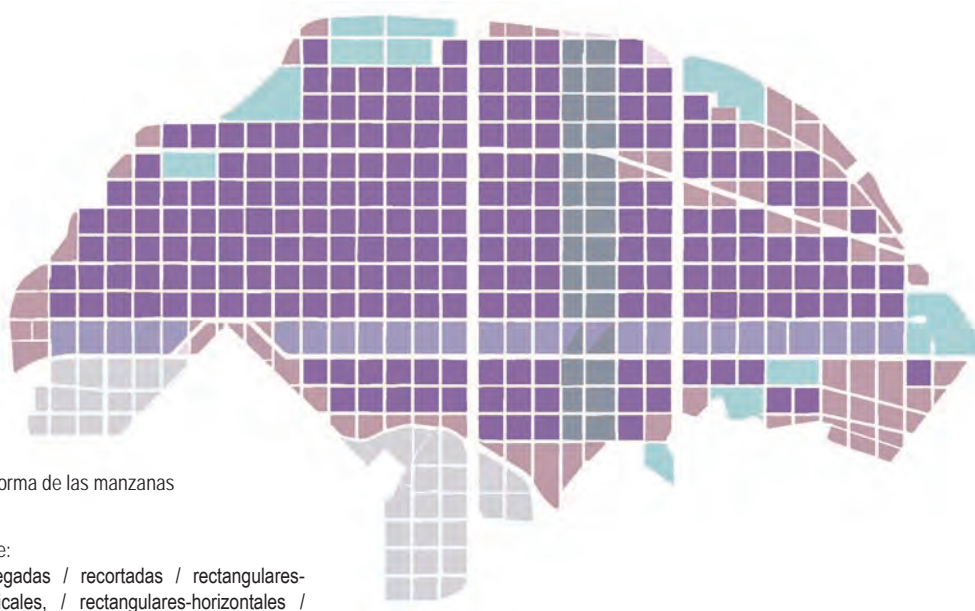 orma de las manzanas
e:
egadas / recortadas / rectangulares-
icales, / rectangulares-horizontales /